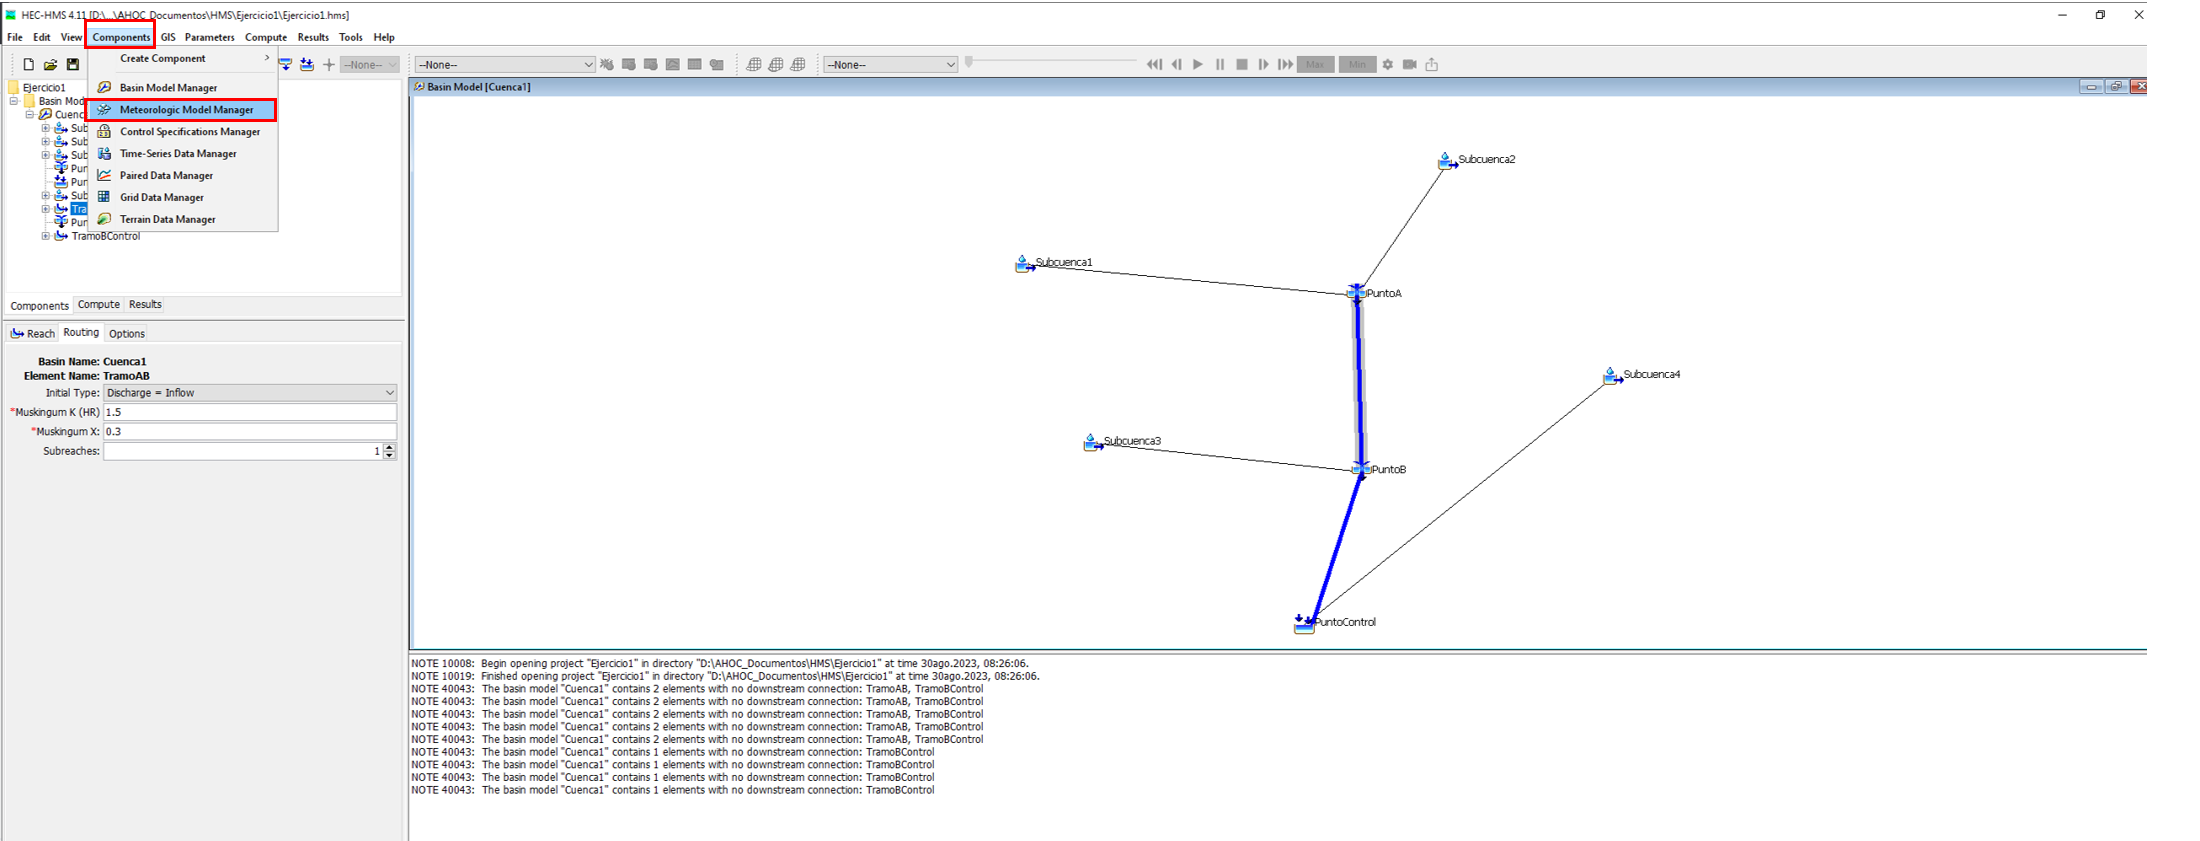 HEC-HMS 4.11 [D:\...\AHOC_Documentos\HMS\Ejercicio1\Ejercicio1.hms]
File Edit View Components GIS Parameters Compute Results Tools Help
Create Component >
--None--
--None--
--None--
Max
Min
Basin Model Manager
Meteorologic Model Manager
Control Specifications Manager
Time-Series Data Manager
Paired Data Manager
Grid Data Manager
Terrain Data Manager
Ejercicio1
Basin Mod
Cuenc
Sub
Sub
Sub
Pun
Pun
Sub
Tra
Pun
TramoBControl
Components Compute Results
Reach Routing Options
Basin Name: Cuenca1
Element Name: TramoAB
Initial Type: Discharge = Inflow
*Muskingum K (HR) 1.5
*Muskingum X: 0.3
Subreaches: 1
Basin Model [Cuenca1]
Subcuenca2
Subcuenca1
PuntoA
Subcuenca4
Subcuenca3
PuntoB
PuntoControl
NOTE 10008: Begin opening project "Ejercicio1" in directory "D:\AHOC_Documentos\HMS\Ejercicio1" at time 30ago.2023, 08:26:06.
NOTE 10019: Finished opening project "Ejercicio1" in directory "D:\AHOC_Documentos\HMS\Ejercicio1" at time 30ago.2023, 08:26:06.
NOTE 40043: The basin model "Cuenca1" contains 2 elements with no downstream connection: TramoAB, TramoBControl
NOTE 40043: The basin model "Cuenca1" contains 2 elements with no downstream connection: TramoAB, TramoBControl
NOTE 40043: The basin model "Cuenca1" contains 2 elements with no downstream connection: TramoAB, TramoBControl
NOTE 40043: The basin model "Cuenca1" contains 2 elements with no downstream connection: TramoAB, TramoBControl
NOTE 40043: The basin model "Cuenca1" contains 2 elements with no downstream connection: TramoAB, TramoBControl
NOTE 40043: The basin model "Cuenca1" contains 1 elements with no downstream connection: TramoBControl
NOTE 40043: The basin model "Cuenca1" contains 1 elements with no downstream connection: TramoBControl
NOTE 40043: The basin model "Cuenca1" contains 1 elements with no downstream connection: TramoBControl
NOTE 40043: The basin model "Cuenca1" contains 1 elements with no downstream connection: TramoBControl